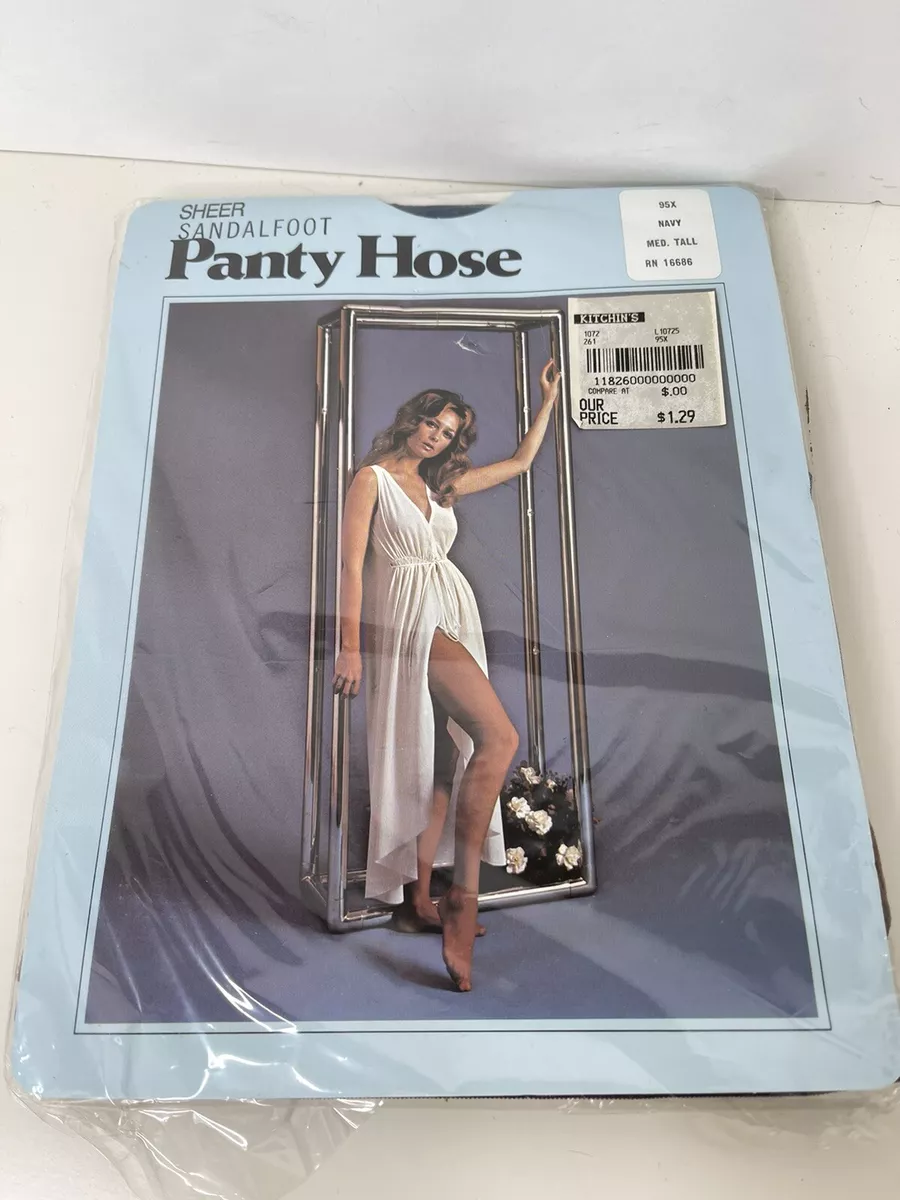 SHEER
SANDALFOOT
Panty Hose
95X
NAVY
MED. TALL
RN 16686
KITCHIN'S
1072 L10725
261 95X
11826000000000
COMPARE AT $.00
OUR
PRICE $1.29